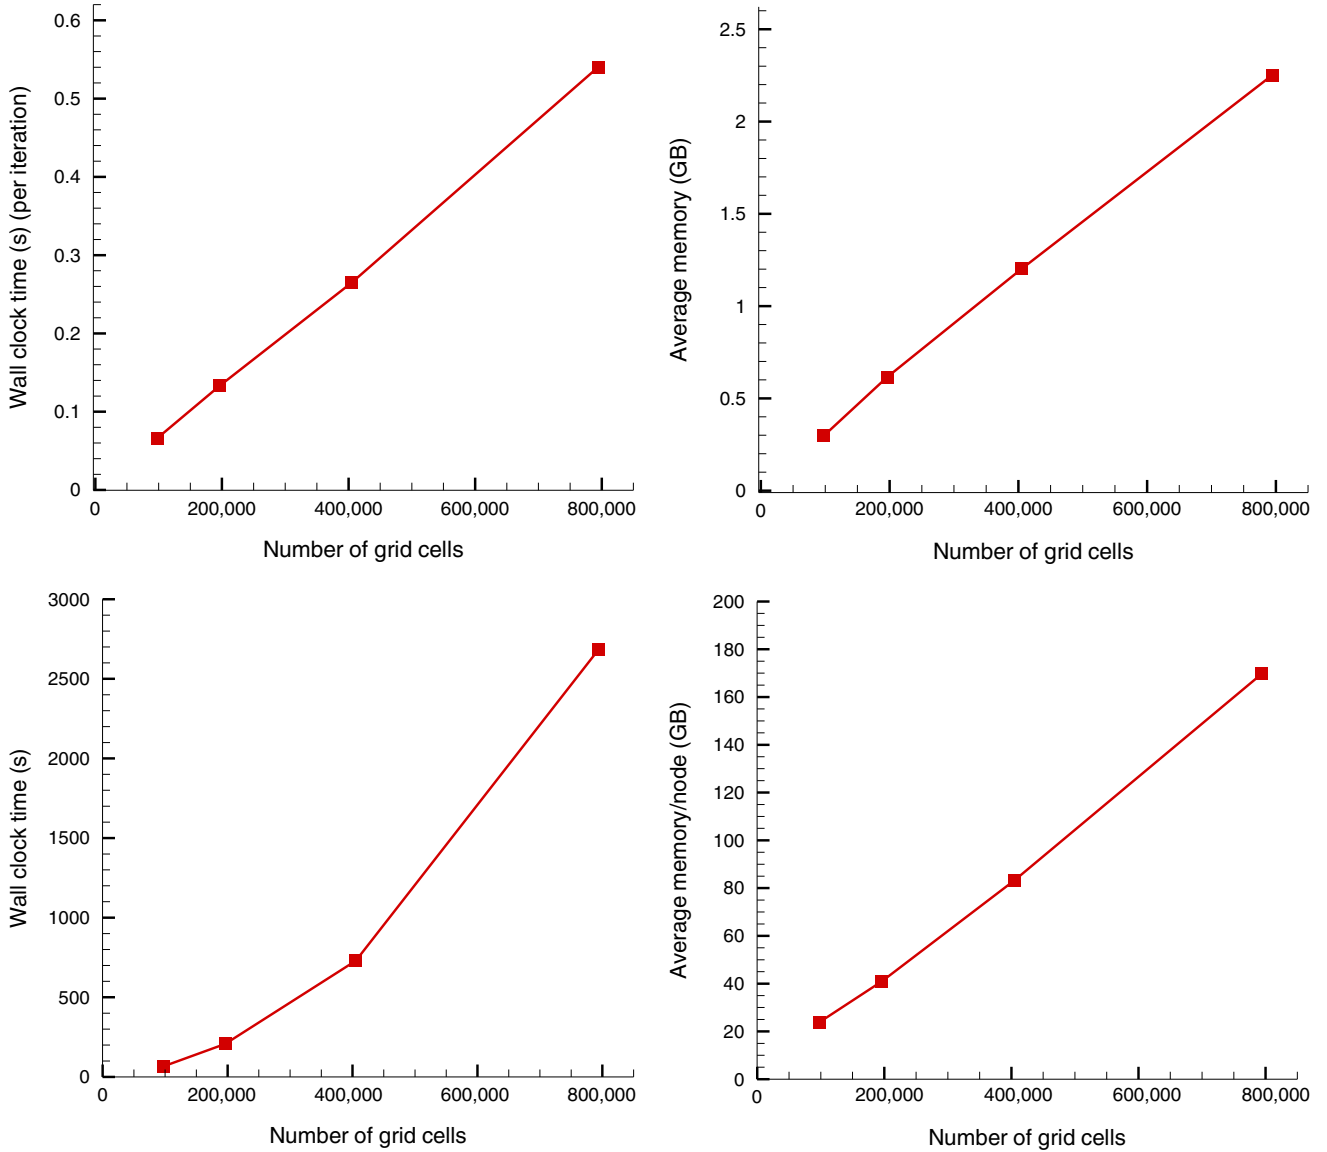 Wall clock time (s) (per iteration)
0.6
0.5
0.4
0.3
0.2
0.1
0
0 200,000 400,000 600,000 800,000
Number of grid cells
Average memory (GB)
2.5
2
1.5
1
0.5
0
0 200,000 400,000 600,000 800,000
Number of grid cells
Wall clock time (s)
3000
2500
2000
1500
1000
500
0
0 200,000 400,000 600,000 800,000
Number of grid cells
Average memory/node (GB)
200
180
160
140
120
100
80
60
40
20
0
0 200,000 400,000 600,000 800,000
Number of grid cells